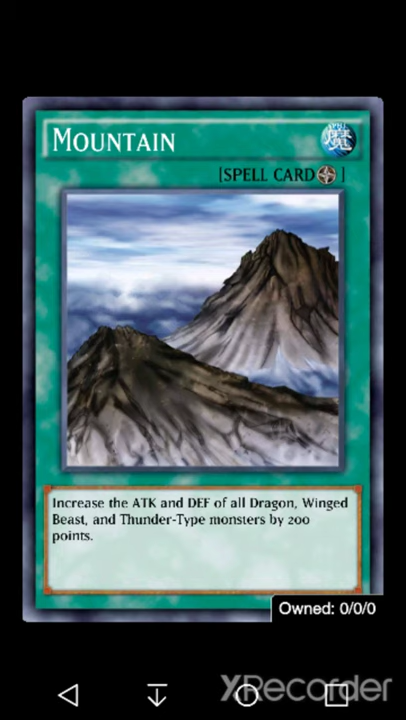 Mountain
[SPELL CARD]
Increase the ATK and DEF of all Dragon, Winged
Beast, and Thunder-Type monsters by 200
points.
Owned: 0/0/0
XRecorder